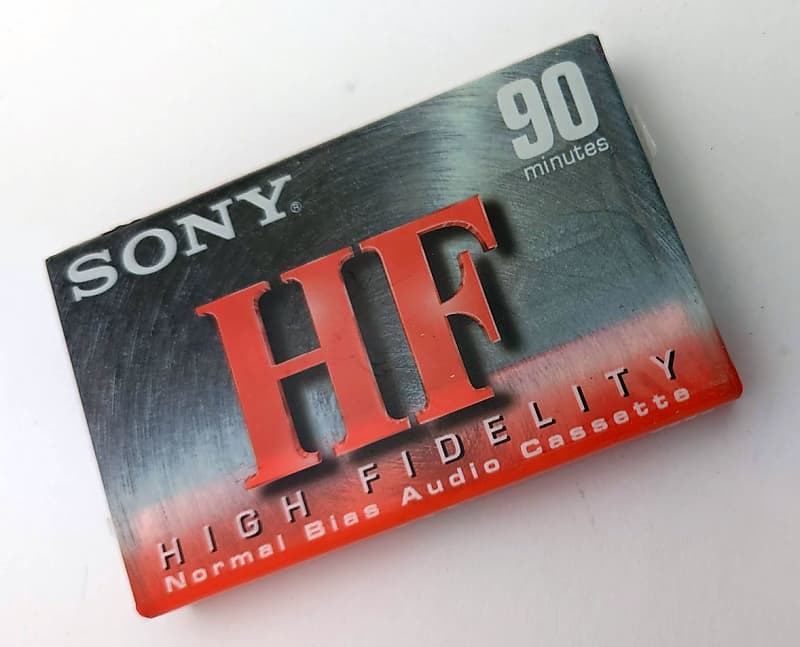 SONY®
90
minutes
HF
HIGH FIDELITY
Normal Bias Audio Cassette